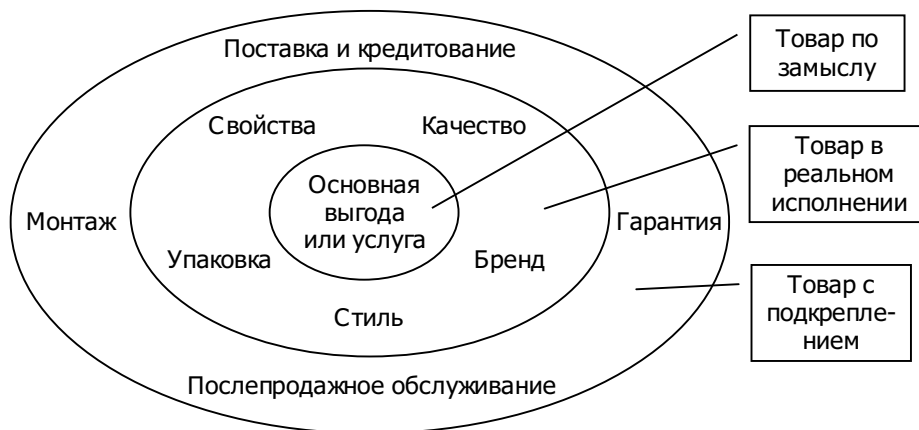 Поставка и кредитование
Товар по
замыслу
Свойства
Качество
Товар в
реальном
исполнении
Основная
выгода
или услуга
Монтаж
Гарантия
Упаковка
Бренд
Товар с
подкрепле-
нием
Стиль
Послепродажное обслуживание